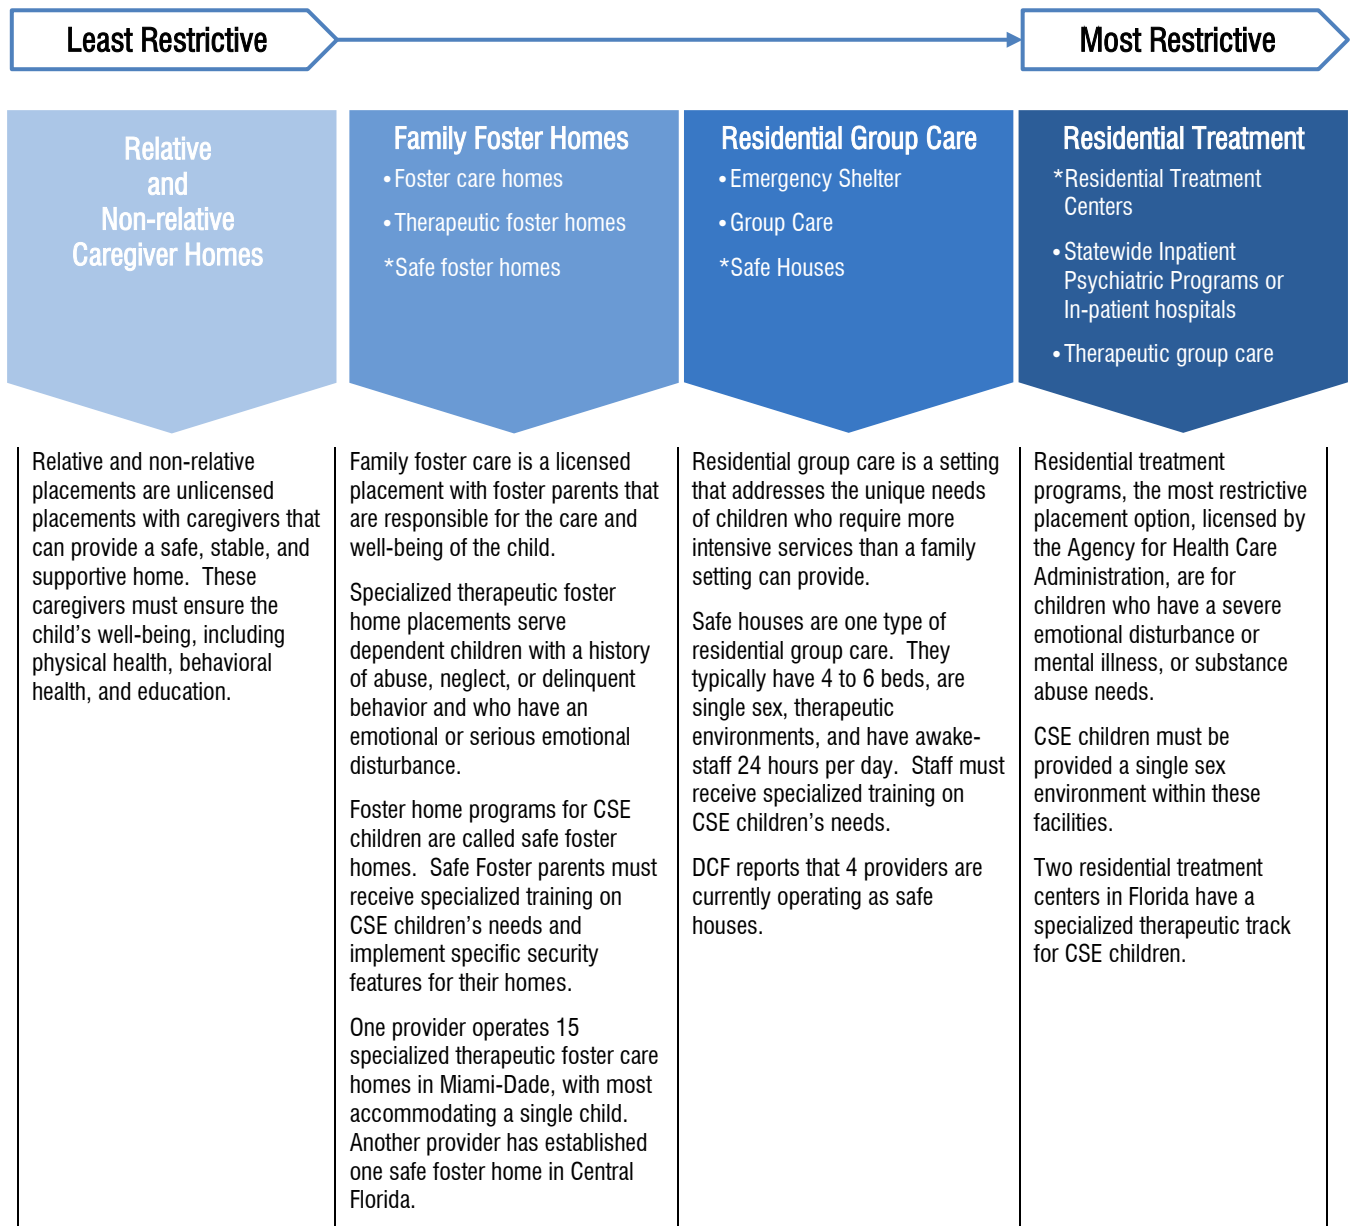 Least Restrictive
Most Restrictive
Relative
and
Non-relative
Caregiver Homes
Family Foster Homes
• Foster care homes
• Therapeutic foster homes
*Safe foster homes
Residential Group Care
• Emergency Shelter
• Group Care
*Safe Houses
Residential Treatment
*Residential Treatment
Centers
• Statewide Inpatient
Psychiatric Programs or
In-patient hospitals
• Therapeutic group care
Relative and non-relative
placements are unlicensed
placements with caregivers that
can provide a safe, stable, and
supportive home.  These
caregivers must ensure the
child's well-being, including
physical health, behavioral
health, and education.
Family foster care is a licensed
placement with foster parents that
are responsible for the care and
well-being of the child.
Specialized therapeutic foster
home placements serve
dependent children with a history
of abuse, neglect, or delinquent
behavior and who have an
emotional or serious emotional
disturbance.
Foster home programs for CSE
children are called safe foster
homes.  Safe Foster parents must
receive specialized training on
CSE children's needs and
implement specific security
features for their homes.
One provider operates 15
specialized therapeutic foster care
homes in Miami-Dade, with most
accommodating a single child.
Another provider has established
one safe foster home in Central
Florida.
Residential group care is a setting
that addresses the unique needs
of children who require more
intensive services than a family
setting can provide.
Safe houses are one type of
residential group care.  They
typically have 4 to 6 beds, are
single sex, therapeutic
environments, and have awake-
staff 24 hours per day.  Staff must
receive specialized training on
CSE children's needs.
DCF reports that 4 providers are
currently operating as safe
houses.
Residential treatment
programs, the most restrictive
placement option, licensed by
the Agency for Health Care
Administration, are for
children who have a severe
emotional disturbance or
mental illness, or substance
abuse needs.
CSE children must be
provided a single sex
environment within these
facilities.
Two residential treatment
centers in Florida have a
specialized therapeutic track
for CSE children.